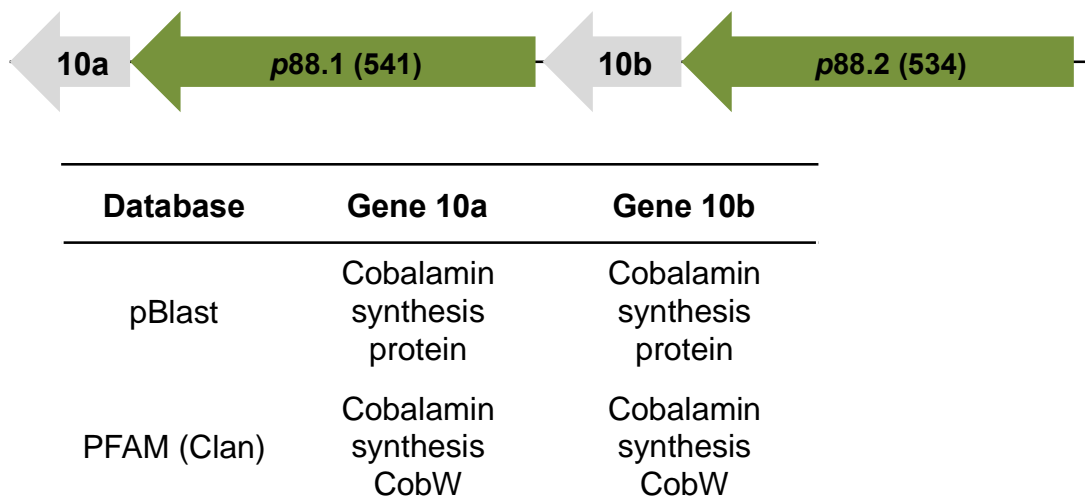 10a p88.1 (541) 10b p88.2 (534)
Database Gene 10a Gene 10b
pBlast
Cobalamin
synthesis
protein
Cobalamin
synthesis
protein
PFAM (Clan)
Cobalamin
synthesis
CobW
Cobalamin
synthesis
CobW